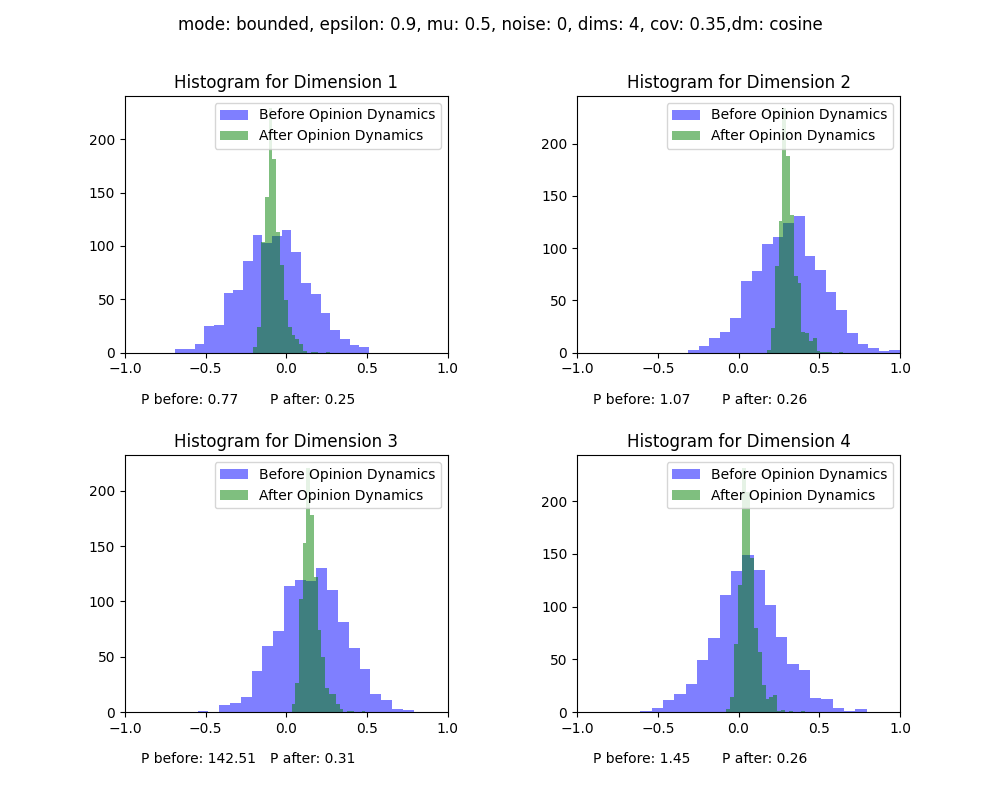 mode: bounded, epsilon: 0.9, mu: 0.5, noise: 0, dims: 4, cov: 0.35,dm: cosine
Histogram for Dimension 1
Before Opinion Dynamics
After Opinion Dynamics
200
150
100
50
0
−1.0 −0.5 0.0 0.5 1.0
P before: 0.77 P after: 0.25
Histogram for Dimension 2
Before Opinion Dynamics
After Opinion Dynamics
200
150
100
50
0
−1.0 −0.5 0.0 0.5 1.0
P before: 1.07 P after: 0.26
Histogram for Dimension 3
Before Opinion Dynamics
After Opinion Dynamics
200
150
100
50
0
−1.0 −0.5 0.0 0.5 1.0
P before: 142.51 P after: 0.31
Histogram for Dimension 4
Before Opinion Dynamics
After Opinion Dynamics
200
150
100
50
0
−1.0 −0.5 0.0 0.5 1.0
P before: 1.45 P after: 0.26